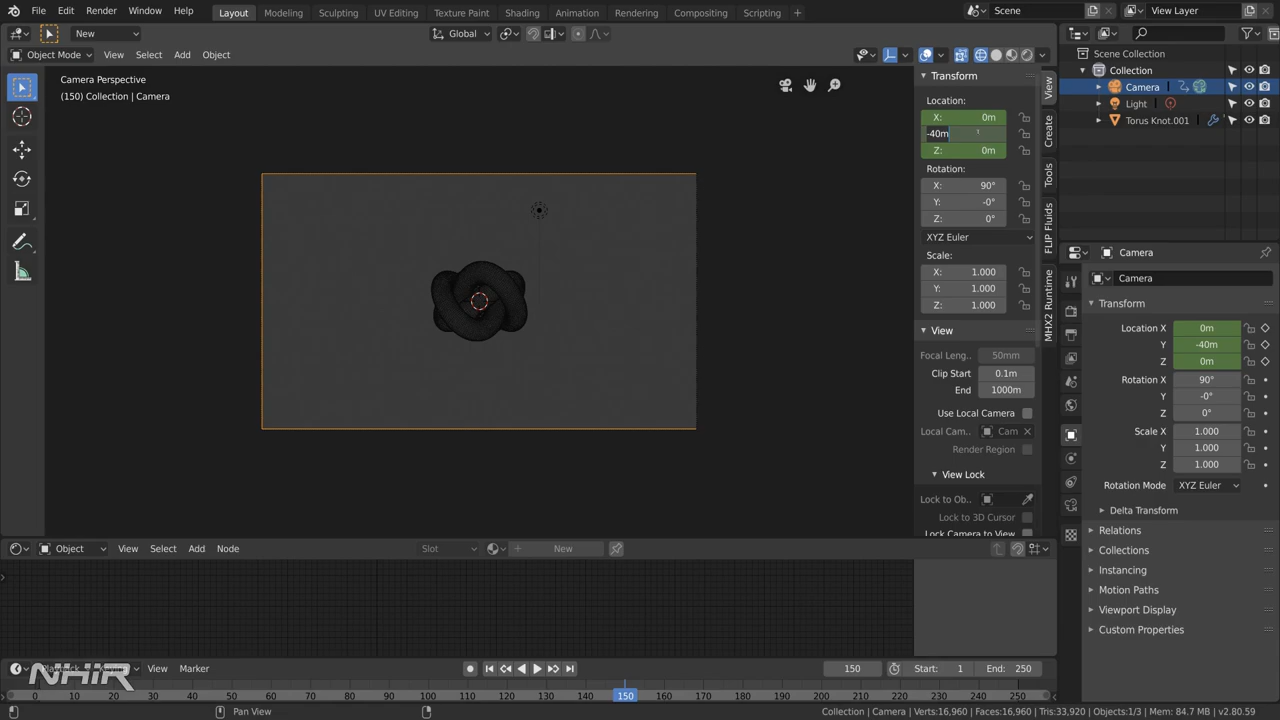 File Edit Render Window Help Layout Modeling Sculpting UV Editing Texture Paint Shading Animation Rendering Compositing Scripting + Scene View Layer
New Global
Object Mode View Select Add Object
Camera Perspective
(150) Collection | Camera
Transform
Location:
X: 0m
-40m
Z: 0m
Rotation:
X: 90°
Y: -0°
Z: 0°
XYZ Euler
Scale:
X: 1.000
Y: 1.000
Z: 1.000
View
Focal Leng.. 50mm
Clip Start 0.1m
End 1000m
Use Local Camera
Local Cam.. Cam
Render Region
View Lock
Lock to Ob..
Lock to 3D Cursor
Lock Camera to View
View
Create
Tools
FLIP Fluids
MHX2 Runtime
Scene Collection
Collection
Camera
Light
Torus Knot.001
Camera
Camera
Transform
Location X 0m
Y -40m
Z 0m
Rotation X 90°
Y -0°
Z 0°
Scale X 1.000
Y 1.000
Z 1.000
Rotation Mode XYZ Euler
Delta Transform
Relations
Collections
Instancing
Motion Paths
Viewport Display
Custom Properties
Object View Select Add Node Slot New
NHiR
View Marker 150 Start: 1 End: 250
0 10 20 30 40 50 60 70 80 90 100 110 120 130 140 150 160 170 180 190 200 210 220 230 240 250
Pan View
Collection | Camera | Verts:16,960 | Faces:16,960 | Tris:33,920 | Objects:1/3 | Mem: 84.7 MB | v2.80.59